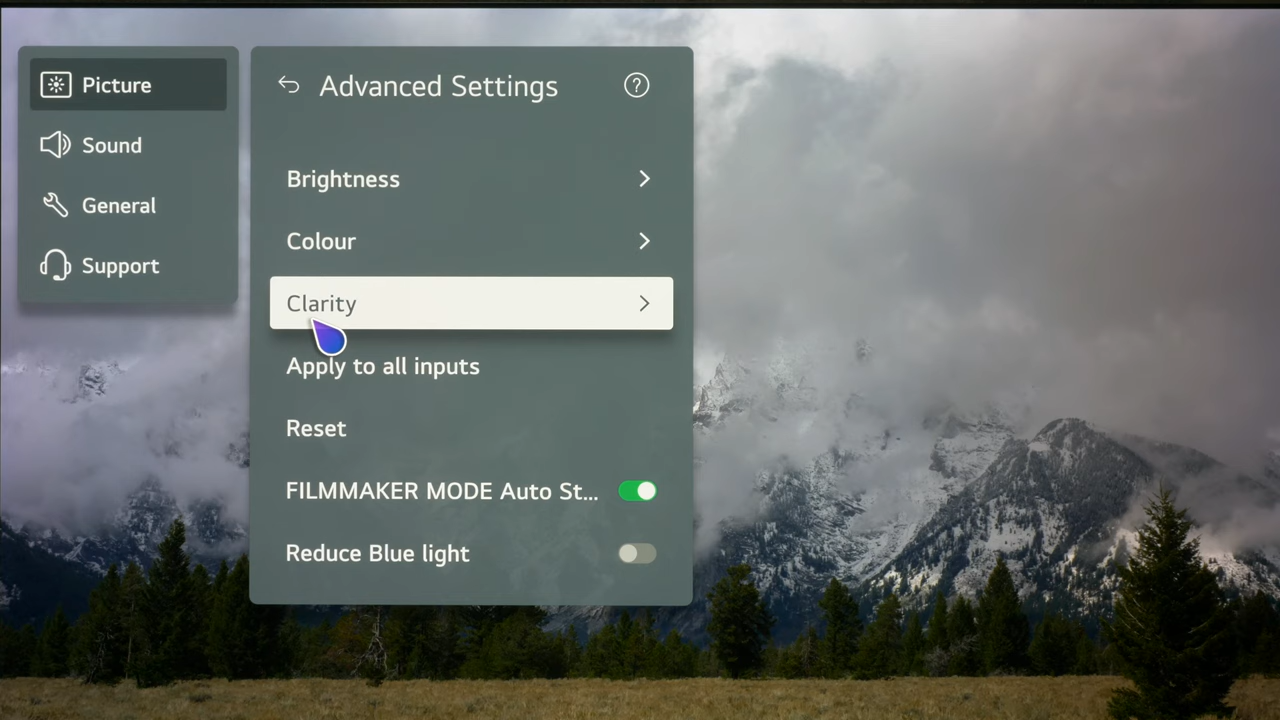 Picture
Sound
General
Support
Advanced Settings
?
Brightness
Colour
Clarity
Apply to all inputs
Reset
FILMMAKER MODE Auto St...
Reduce Blue light